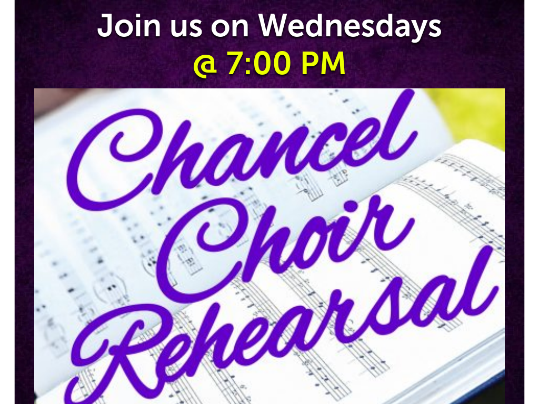 Join us on Wednesdays
@ 7:00 PM
Chancel
Choir
Rehearsal